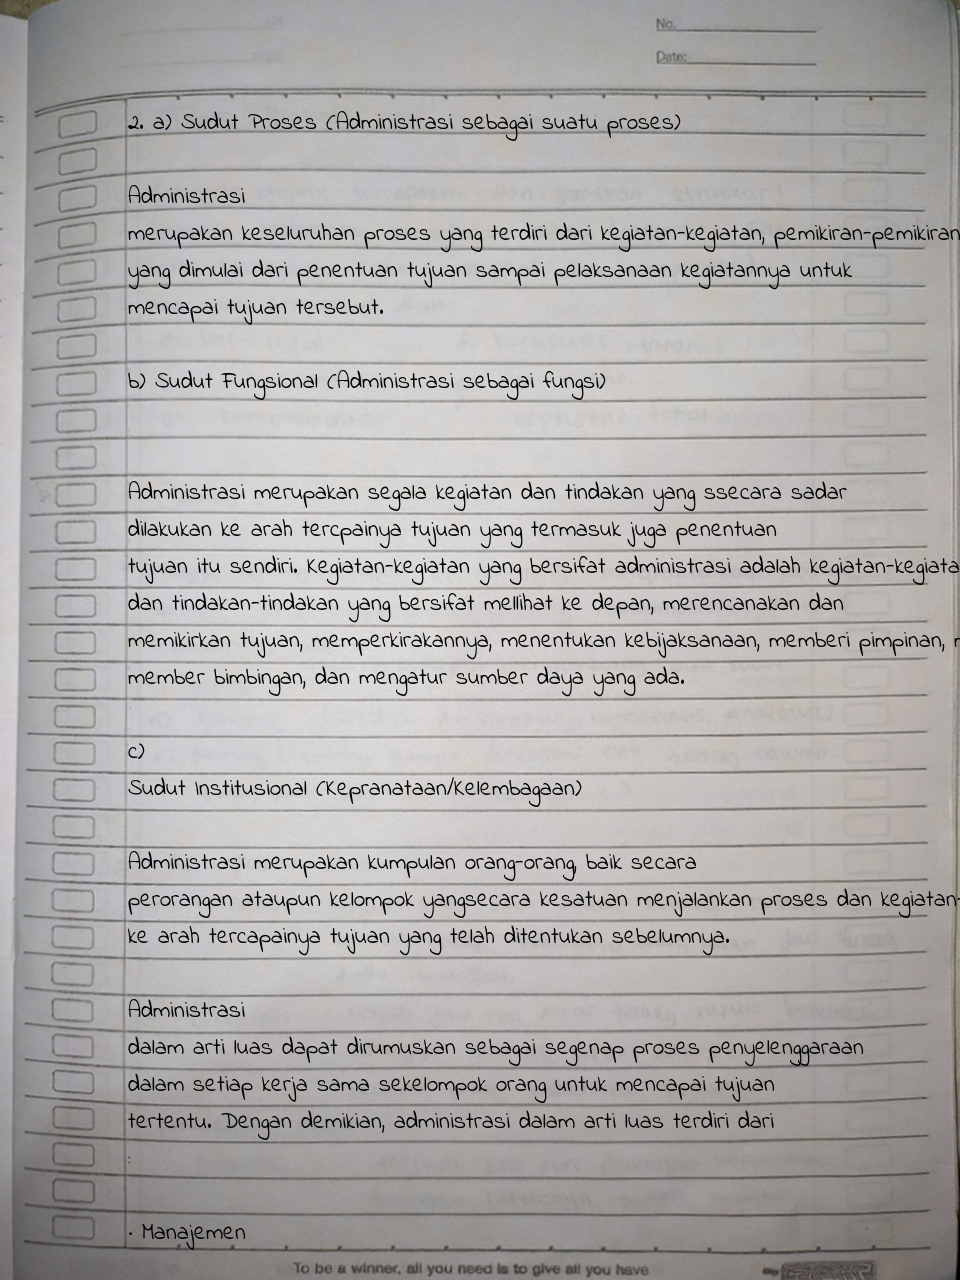 No.
Date:
2. a) Sudut Proses (Administrasi sebagai suatu proses)
Administrasi
merupakan keseluruhan proses yang terdiri dari kegiatan-kegiatan, pemikiran-pemikiran
yang dimulai dari penentuan tujuan sampai pelaksanaan kegiatannya untuk
mencapai tujuan tersebut.
b) Sudut Fungsional (Administrasi sebagai fungsi)
Administrasi merupakan segala kegiatan dan tindakan yang ssecara sadar
dilakukan ke arah tercpainya tujuan yang termasuk juga penentuan
tujuan itu sendiri. Kegiatan-kegiatan yang bersifat administrasi adalah kegiatan-kegiata
dan tindakan-tindakan yang bersifat mellihat ke depan, merencanakan dan
memikirkan tujuan, memperkirakannya, menentukan kebijaksanaan, memberi pimpinan,
member bimbingan, dan mengatur sumber daya yang ada.
c)
Sudut Institusional (Kepranataan/Kelembagaan)
Administrasi merupakan kumpulan orang-orang, baik secara
perorangan ataupun kelompok yangsecara kesatuan menjalankan proses dan kegiatan-
ke arah tercapainya tujuan yang telah ditentukan sebelumnya.
Administrasi
dalam arti luas dapat dirumuskan sebagai segenap proses penyelenggaraan
dalam setiap kerja sama sekelompok orang untuk mencapai tujuan
tertentu. Dengan demikian, administrasi dalam arti luas terdiri dari
:
· Manajemen
To be a winner, all you need is to give all you have